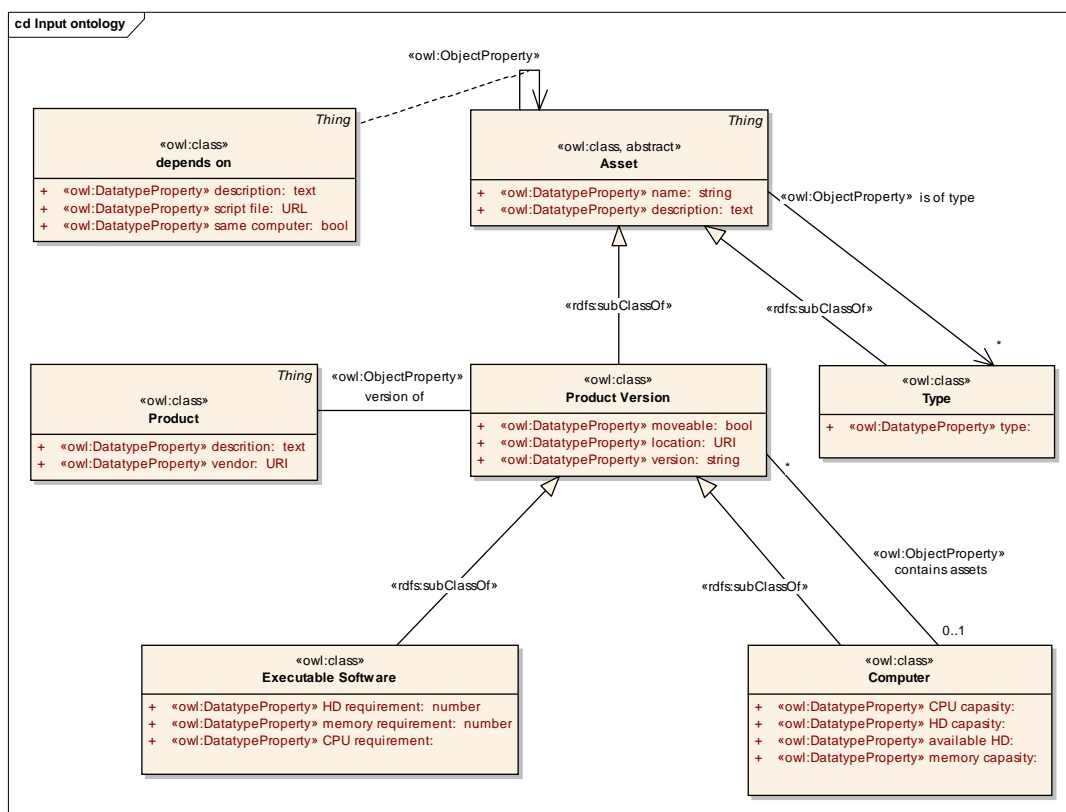 cd Input ontology
«owl:ObjectProperty»
Thing
«owl:class»
depends on
+ «owl:DatatypeProperty» description: text
+ «owl:DatatypeProperty» script file: URL
+ «owl:DatatypeProperty» same computer: bool
Thing
«owl:class, abstract»
Asset
+ «owl:DatatypeProperty» name: string
+ «owl:DatatypeProperty» description: text
«owl:ObjectProperty» is of type
«rdfs:subClassOf»
«rdfs:subClassOf»
*
Thing
«owl:class»
Product
+ «owl:DatatypeProperty» descrition: text
+ «owl:DatatypeProperty» vendor: URI
«owl:ObjectProperty»
version of
«owl:class»
Product Version
+ «owl:DatatypeProperty» moveable: bool
+ «owl:DatatypeProperty» location: URI
+ «owl:DatatypeProperty» version: string
«owl:class»
Type
+ «owl:DatatypeProperty» type:
*
«owl:ObjectProperty»
contains assets
«rdfs:subClassOf»
«rdfs:subClassOf»
0..1
«owl:class»
Executable Software
+ «owl:DatatypeProperty» HD requirement: number
+ «owl:DatatypeProperty» memory requirement: number
+ «owl:DatatypeProperty» CPU requirement:
«owl:class»
Computer
+ «owl:DatatypeProperty» CPU capasity:
+ «owl:DatatypeProperty» HD capasity:
+ «owl:DatatypeProperty» available HD:
+ «owl:DatatypeProperty» memory capasity: